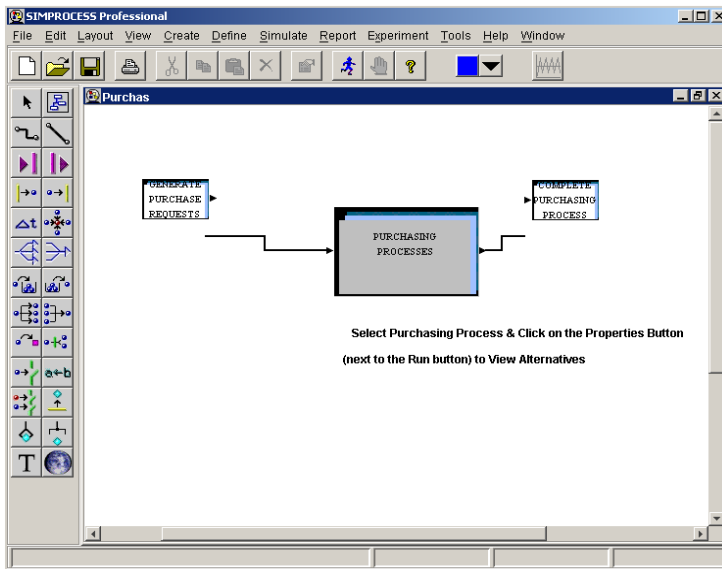 SIMPROCESS Professional
File Edit Layout View Create Define Simulate Report Experiment Tools Help Window
Purchas
GENERATE
PURCHASE
REQUESTS
COMPLETE
PURCHASING
PROCESS
PURCHASING
PROCESSES
Select Purchasing Process & Click on the Properties Button
(next to the Run button) to View Alternatives
Δt
a←b
T